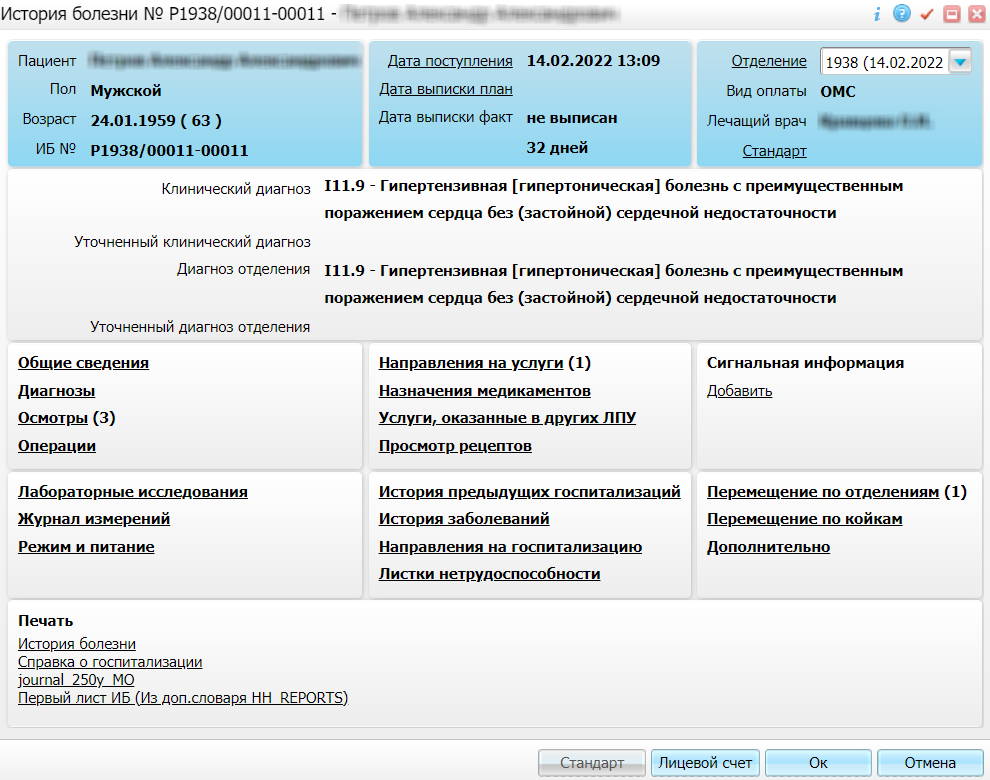 История болезни № P1938/00011-00011 -
Пациент
Пол Мужской
Возраст 24.01.1959 ( 63 )
ИБ № P1938/00011-00011
Дата поступления 14.02.2022 13:09
Дата выписки план
Дата выписки факт не выписан
32 дней
Отделение 1938 (14.02.2022
Вид оплаты ОМС
Лечащий врач
Стандарт
Клинический диагноз I11.9 - Гипертензивная [гипертоническая] болезнь с преимущественным
поражением сердца без (застойной) сердечной недостаточности
Уточненный клинический диагноз
Диагноз отделения I11.9 - Гипертензивная [гипертоническая] болезнь с преимущественным
поражением сердца без (застойной) сердечной недостаточности
Уточненный диагноз отделения
Общие сведения
Диагнозы
Осмотры (3)
Операции
Направления на услуги (1)
Назначения медикаментов
Услуги, оказанные в других ЛПУ
Просмотр рецептов
Сигнальная информация
Добавить
Лабораторные исследования
Журнал измерений
Режим и питание
История предыдущих госпитализаций
История заболеваний
Направления на госпитализацию
Листки нетрудоспособности
Перемещение по отделениям (1)
Перемещение по койкам
Дополнительно
Печать
История болезни
Справка о госпитализации
journal_250y_MO
Первый лист ИБ (Из доп.словаря HH_REPORTS)
Стандарт Лицевой счет Ок Отмена